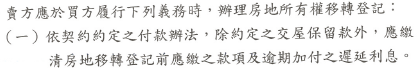 賣方應於買方履行下列義務時，辦理房地所有權移轉登記：
（一）依契約約定之付款辦法，除約定之交屋保留款外，應繳
清房地移轉登記前應繳之款項及逾期加付之遲延利息。